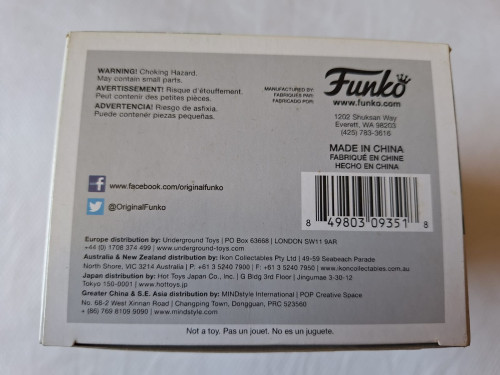 WARNING! Choking Hazard.
May contain small parts.
AVERTISSEMENT! Risque d'étouffement.
Peut contenir des petites pièces.
ADVERTENCIA! Riesgo de asfixia.
Puede contenér piezas pequeñas.
MANUFACTURED BY:
FABRIQUÉS PAR:
FABRICADO POR:
Funko
www.funko.com
1202 Shuksan Way
Everett, WA 98203
(425) 783-3616
MADE IN CHINA
FABRIQUÉ EN CHINE
HECHO EN CHINA
8 49803 09351 8
f www.facebook.com/originalfunko
@OriginalFunko
Europe distribution by: Underground Toys | PO Box 63668 | LONDON SW11 9AR
+44 (0) 1708 374 499 | www.underground-toys.com
Australia & New Zealand distribution by: Ikon Collectables Pty Ltd | 49-59 Seabeach Parade
North Shore, VIC 3214 Australia | P: +61 3 5240 7900 | F: +61 3 5240 7950 | www.ikoncollectables.com.au
Japan distribution by: Hot Toys Japan Co., Inc. | G Bldg 3rd Floor | Jingumae 3-30-12
Tokyo 150-0001 | www.hottoys.jp
Greater China & S.E. Asia distribution by: MINDstyle International | POP Creative Space
No. 66-2 West Xinnan Road | Changping Town, Dongguan, PRC 523560
+ (86) 769 8109 9090 | www.mindstyle.com
Not a toy. Pas un jouet. No es un juguete.